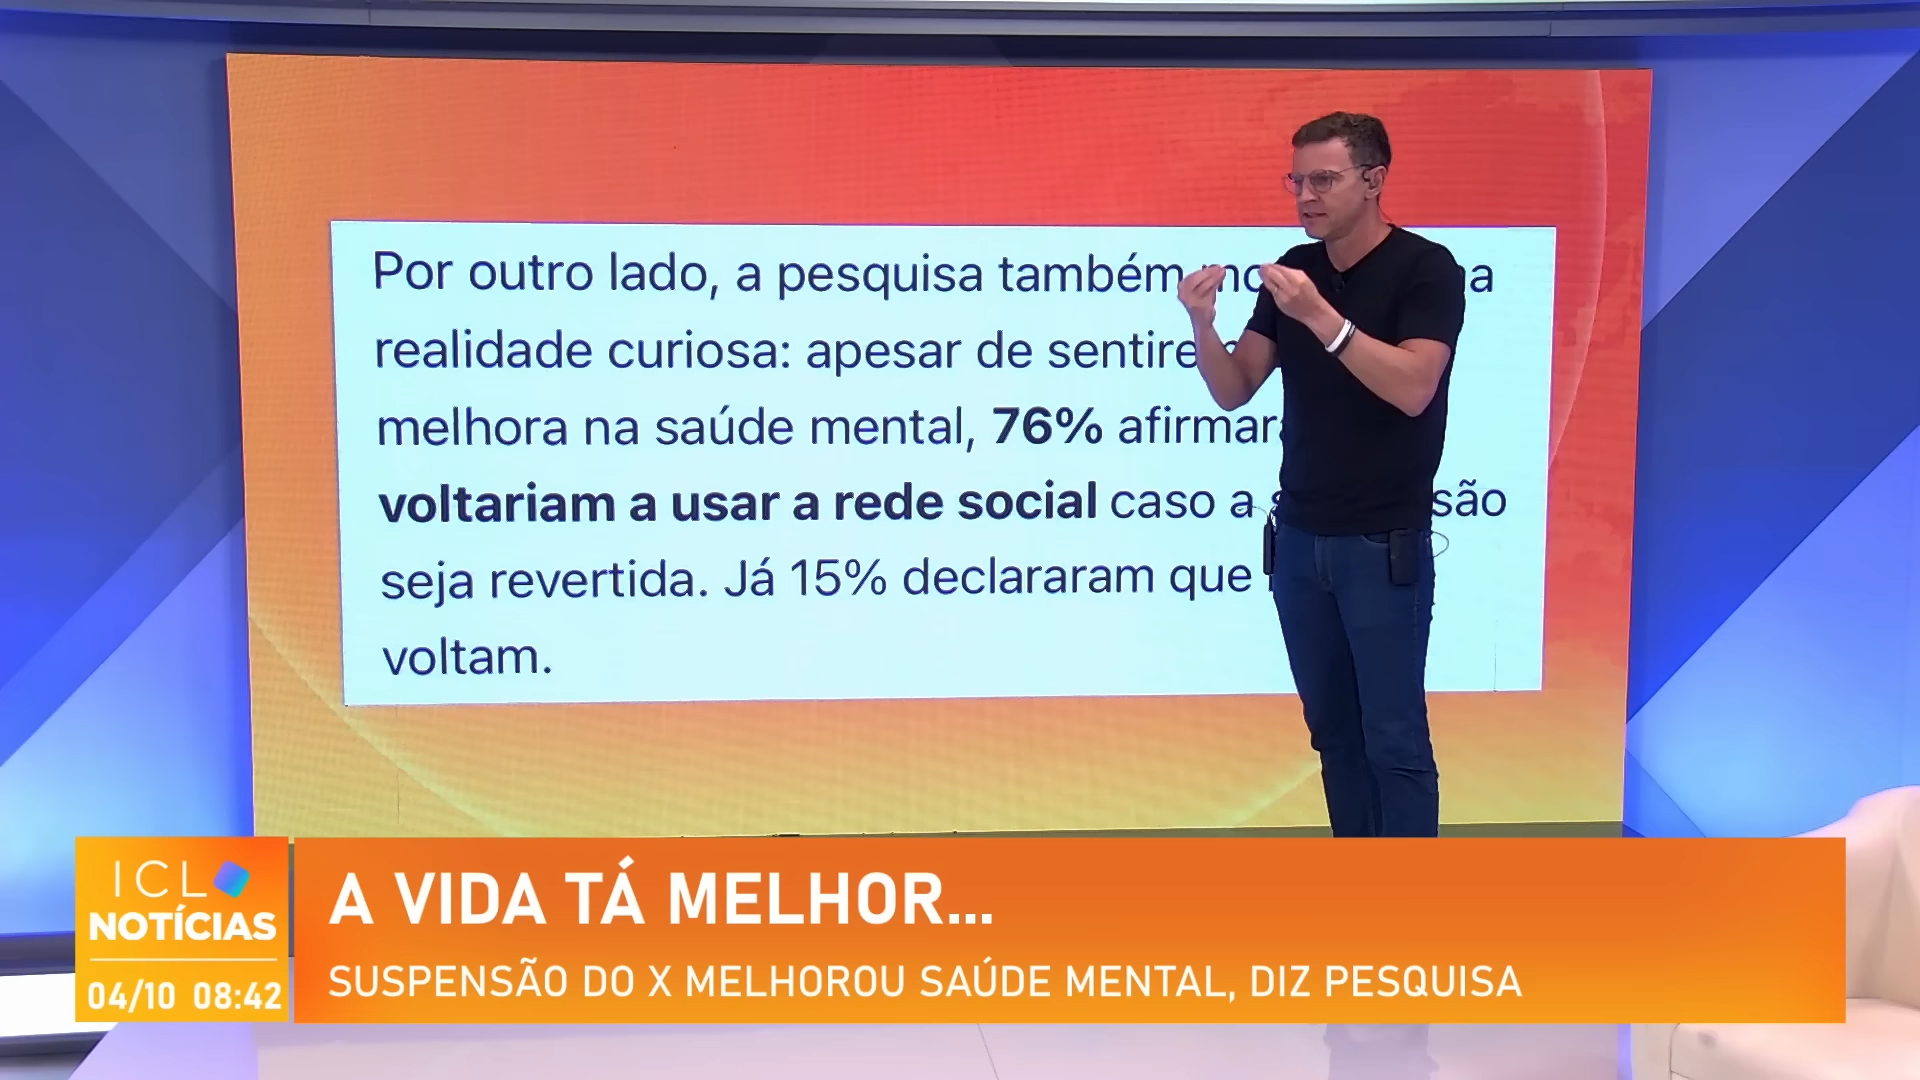 Por outro lado, a pesquisa também
realidade curiosa: apesar de
melhora na saúde mental, 76%
voltariam a usar a rede social caso a
seja revertida. Já 15% declararam que
voltam.
ICL
NOTÍCIAS
04/10 08:42
A VIDA TÁ MELHOR...
SUSPENSÃO DO X MELHOROU SAÚDE MENTAL, DIZ PESQUISA